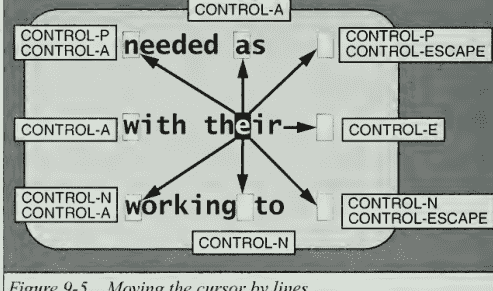 CONTROL-A
CONTROL-P
CONTROL-A
needed as
CONTROL-P
CONTROL-ESCAPE
CONTROL-A
with their
CONTROL-E
CONTROL-N
CONTROL-A
working to
CONTROL-N
CONTROL-ESCAPE
CONTROL-N
Figure 9-5. Moving the cursor by lines